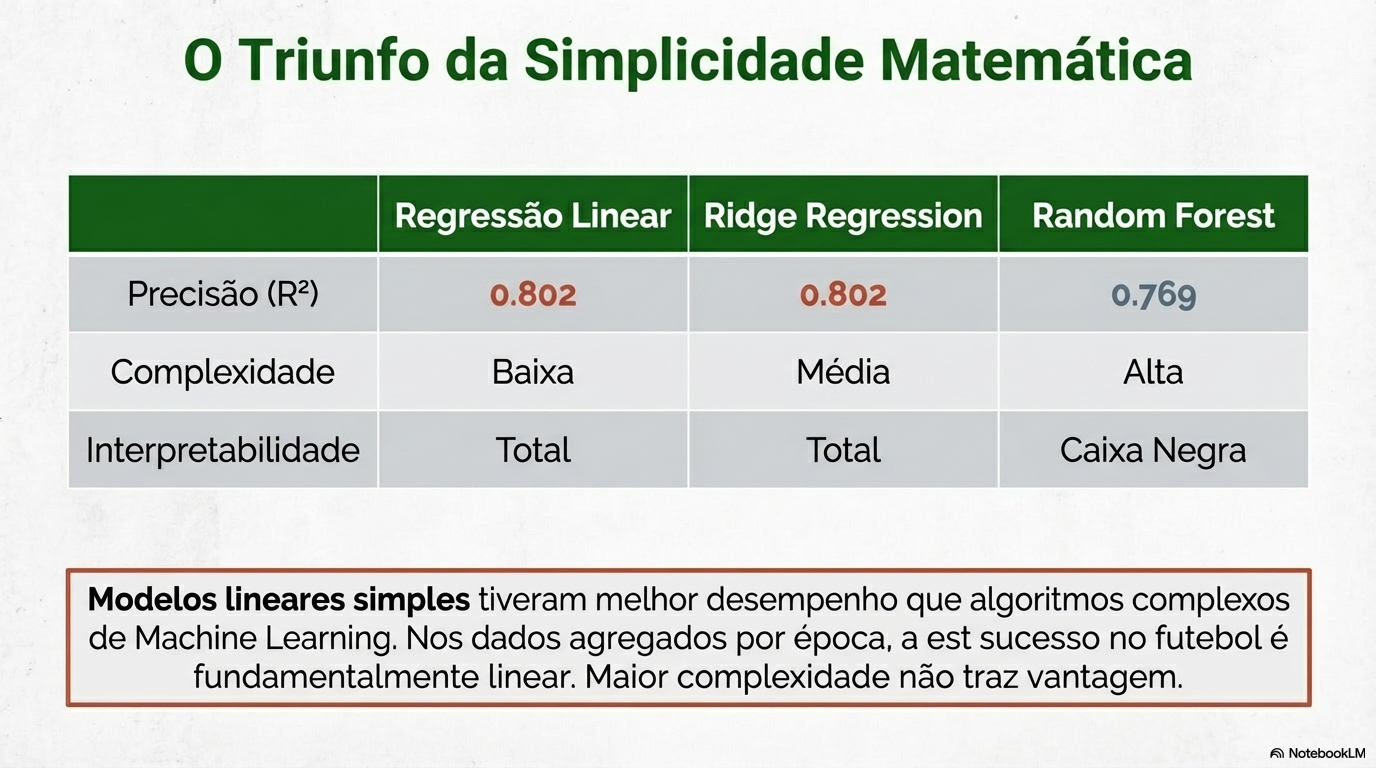 O Triunfo da Simplicidade Matemática
Regressão Linear Ridge Regression Random Forest
Precisão (R²) 0.802 0.802 0.769
Complexidade Baixa Média Alta
Interpretabilidade Total Total Caixa Negra
Modelos lineares simples tiveram melhor desempenho que algoritmos complexos
de Machine Learning. Nos dados agregados por época, a est sucesso no futebol é
fundamentalmente linear. Maior complexidade não traz vantagem.
NotebookLM